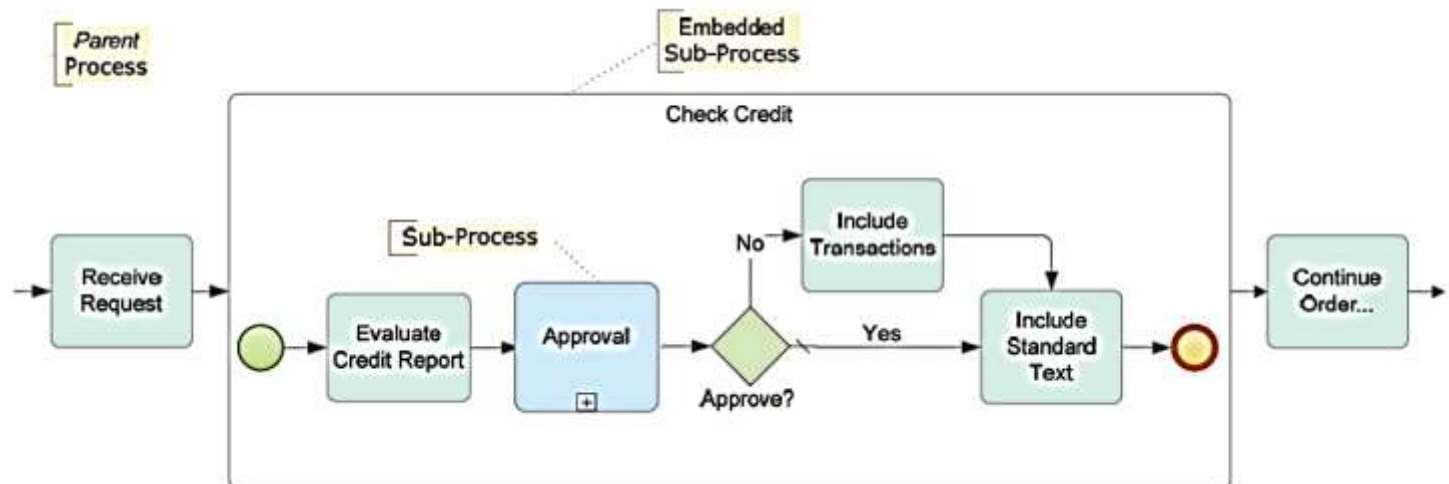 Parent
Process
Embedded
Sub-Process
Check Credit
Sub-Process
Receive
Request
Evaluate
Credit Report
Approval
+
No
Include
Transactions
Approve?
Yes
Include
Standard
Text
Continue
Order...